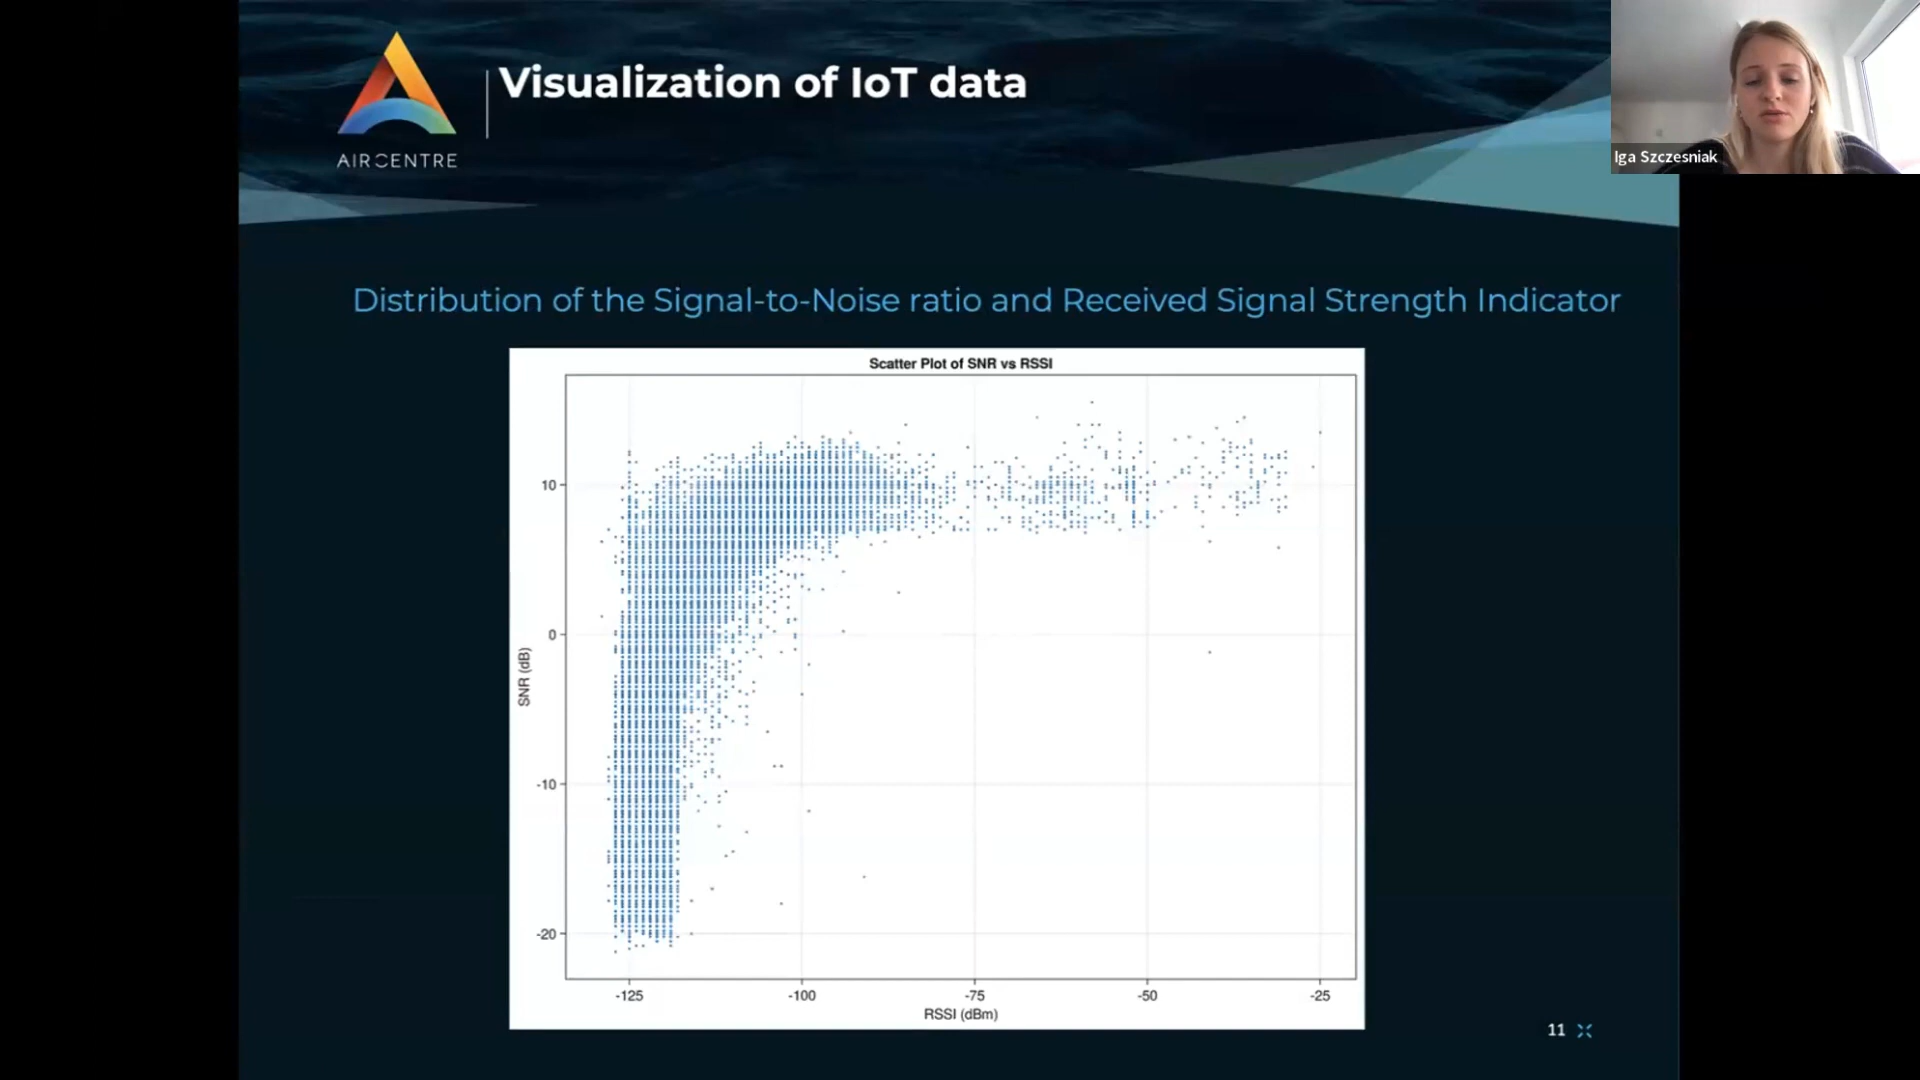 Visualization of IoT data
AIR CENTRE
Iga Szczesniak
Distribution of the Signal-to-Noise ratio and Received Signal Strength Indicator
Scatter Plot of SNR vs RSSI
10
0
-10
-20
SNR (dB)
-125
-100
-75
-50
-25
RSSI (dBm)
11